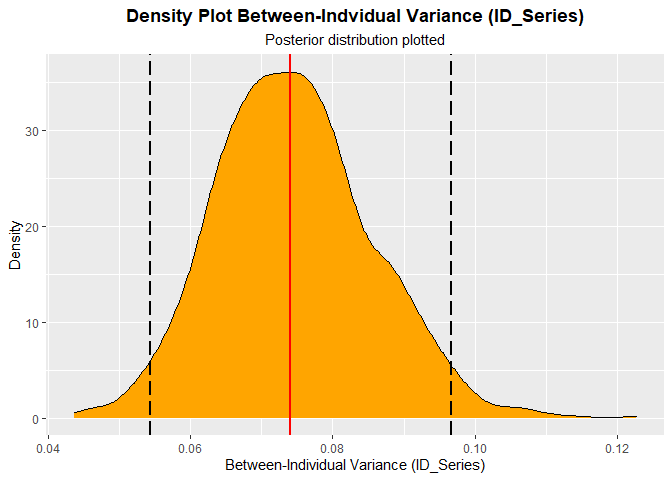 Density Plot Between-Indvidual Variance (ID_Series)
Posterior distribution plotted
Density
30
20
10
0
0.04 0.06 0.08 0.10 0.12
Between-Individual Variance (ID_Series)